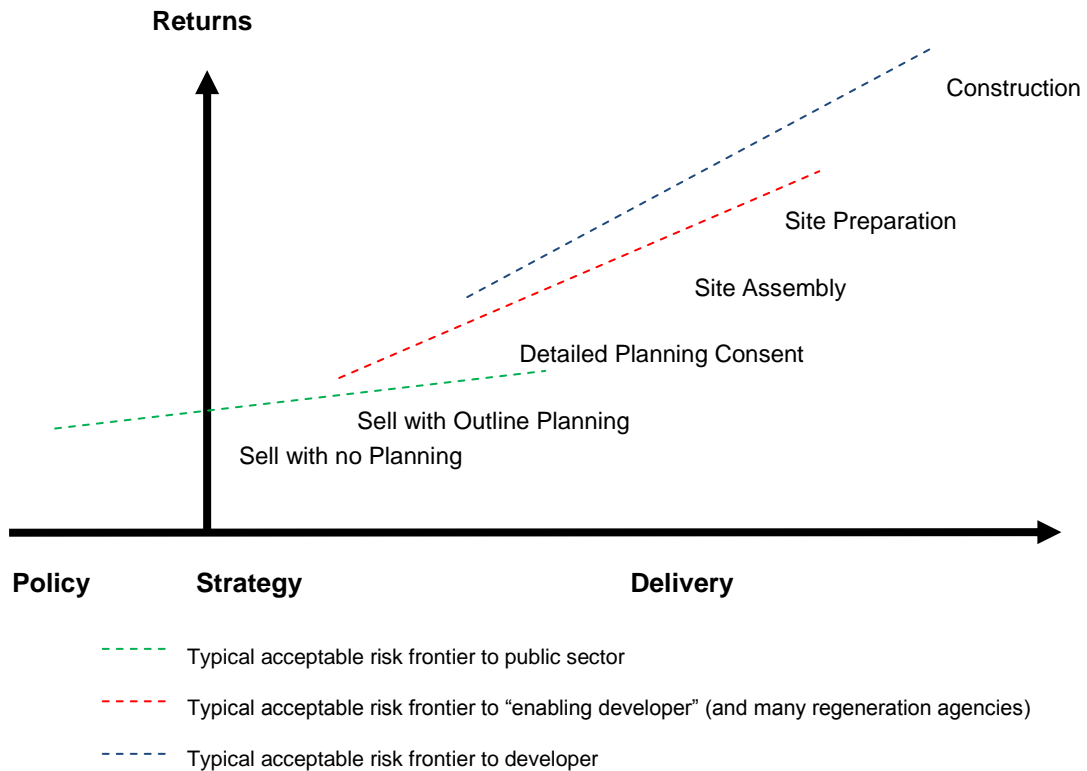 Returns
Construction
Site Preparation
Site Assembly
Detailed Planning Consent
Sell with Outline Planning
Sell with no Planning
Policy
Strategy
Delivery
Typical acceptable risk frontier to public sector
Typical acceptable risk frontier to “enabling developer” (and many regeneration agencies)
Typical acceptable risk frontier to developer